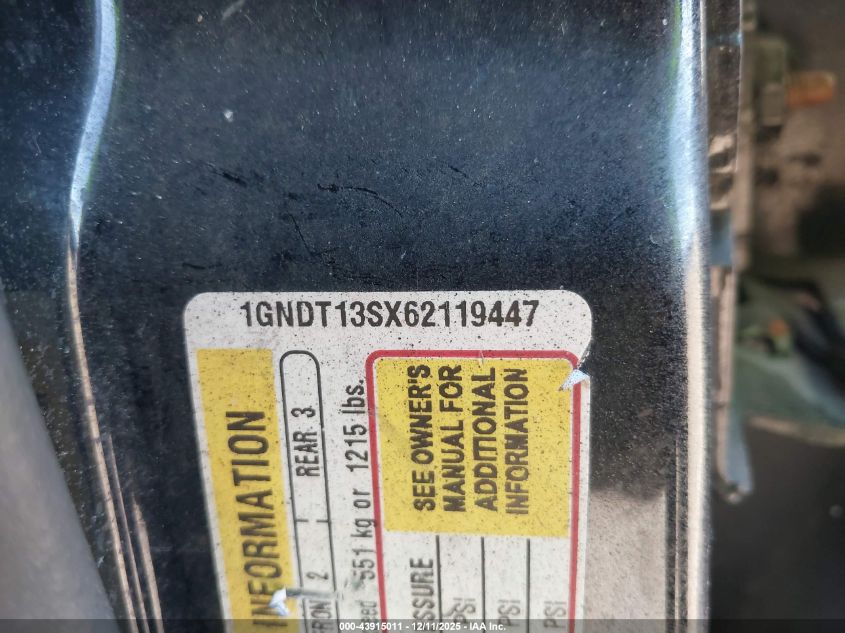 1GNDT13SX62119447
INFORMATION
FRON 2
REAR 3
551 kg or 1215 lbs.
SEE OWNER'S
MANUAL FOR
ADDITIONAL
INFORMATION
SSURE
PSI
PSI
PSI
000-43915011 - 12/11/2025 - IAA Inc.